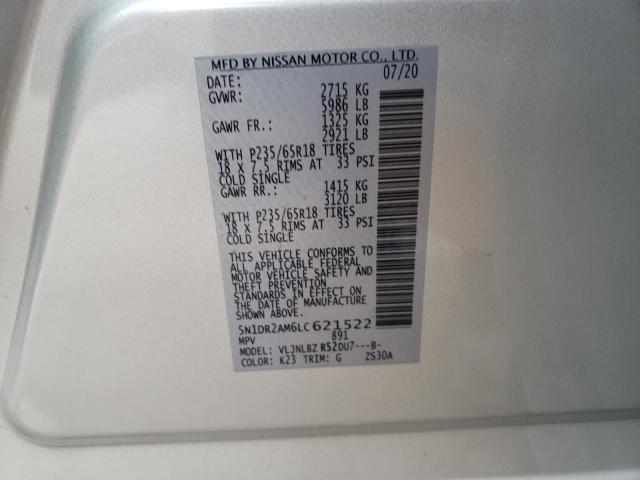 MFD BY NISSAN MOTOR CO., LTD.
DATE: 07/20
GVWR: 2715 KG
5986 LB
GAWR FR.: 1325 KG
2921 LB
WITH P235/65R18 TIRES
18 X 7.5 RIMS AT 33 PSI
COLD SINGLE
GAWR RR.: 1415 KG
3120 LB
WITH P235/65R18 TIRES
18 X 7.5 RIMS AT 33 PSI
COLD SINGLE
THIS VEHICLE CONFORMS TO
ALL APPLICABLE FEDERAL
MOTOR VEHICLE SAFETY AND
THEFT PREVENTION
STANDARDS IN EFFECT ON
THE DATE OF MANUFACTURE
SHOWN ABOVE.
5N1DR2AM6LC621522
MPV 891
MODEL: VLJNLBZ R52DU7---B-
COLOR: K23 TRIM: G ZS30A